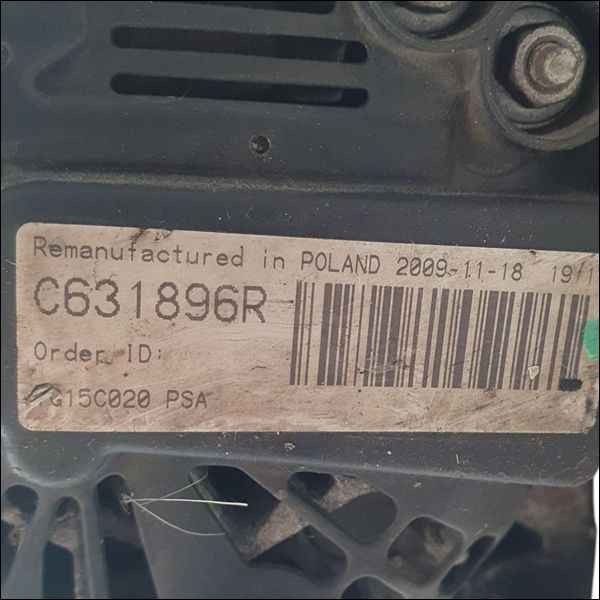 Remanufactured in POLAND 2009-11-18 19/1
C631896R
Order ID:
G15C020 PSA